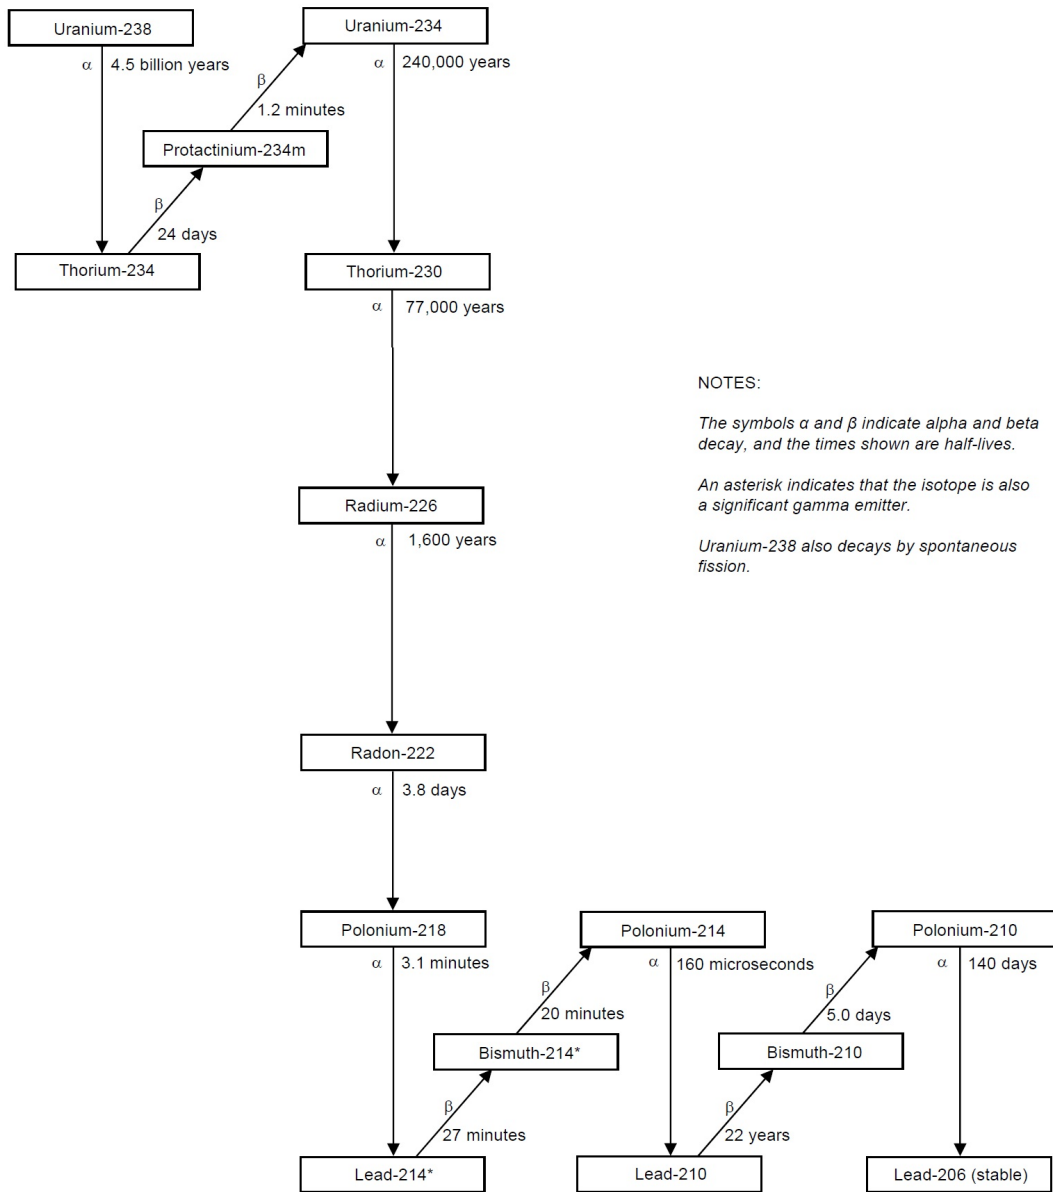 Uranium-238
Uranium-234
α 4.5 billion years
α 240,000 years
β
1.2 minutes
Protactinium-234m
β
24 days
Thorium-234
Thorium-230
α 77,000 years
NOTES:
The symbols α and β indicate alpha and beta
decay, and the times shown are half-lives.
An asterisk indicates that the isotope is also
a significant gamma emitter.
Uranium-238 also decays by spontaneous
fission.
Radium-226
α 1,600 years
Radon-222
α 3.8 days
Polonium-218
Polonium-214
Polonium-210
α 3.1 minutes
α 160 microseconds
α 140 days
β
20 minutes
β
5.0 days
Bismuth-214*
Bismuth-210
β
27 minutes
β
22 years
Lead-214*
Lead-210
Lead-206 (stable)